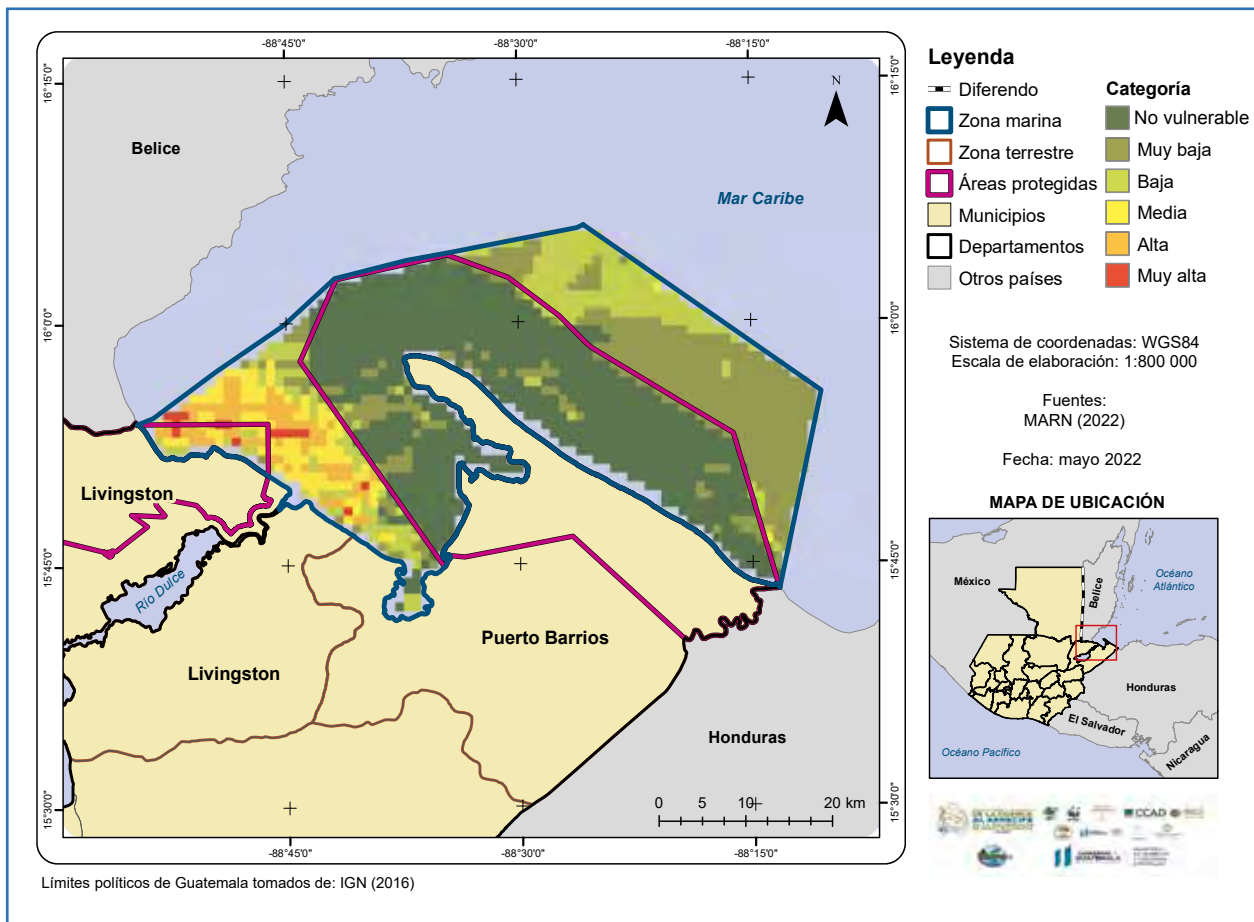 -88°45'0"
-88°30'0"
-88°15'0"
16°15'0"
16°15'0"
Belice
N
Mar Caribe
16°0'0"
16°0'0"
Livingston
15°45'0"
15°45'0"
Río Dulce
Puerto Barrios
Livingston
Honduras
15°30'0"
15°30'0"
0 5 10 20 km
-88°45'0"
-88°30'0"
-88°15'0"
Límites políticos de Guatemala tomados de: IGN (2016)
Leyenda
Diferendo
Zona marina
Zona terrestre
Áreas protegidas
Municipios
Departamentos
Otros países
Categoría
No vulnerable
Muy baja
Baja
Media
Alta
Muy alta
Sistema de coordenadas: WGS84
Escala de elaboración: 1:800 000
Fuentes:
MARN (2022)
Fecha: mayo 2022
MAPA DE UBICACIÓN
México
Belice
Océano
Atlántico
Honduras
El Salvador
Nicaragua
Océano Pacífico
CCAD
GUATEMALA